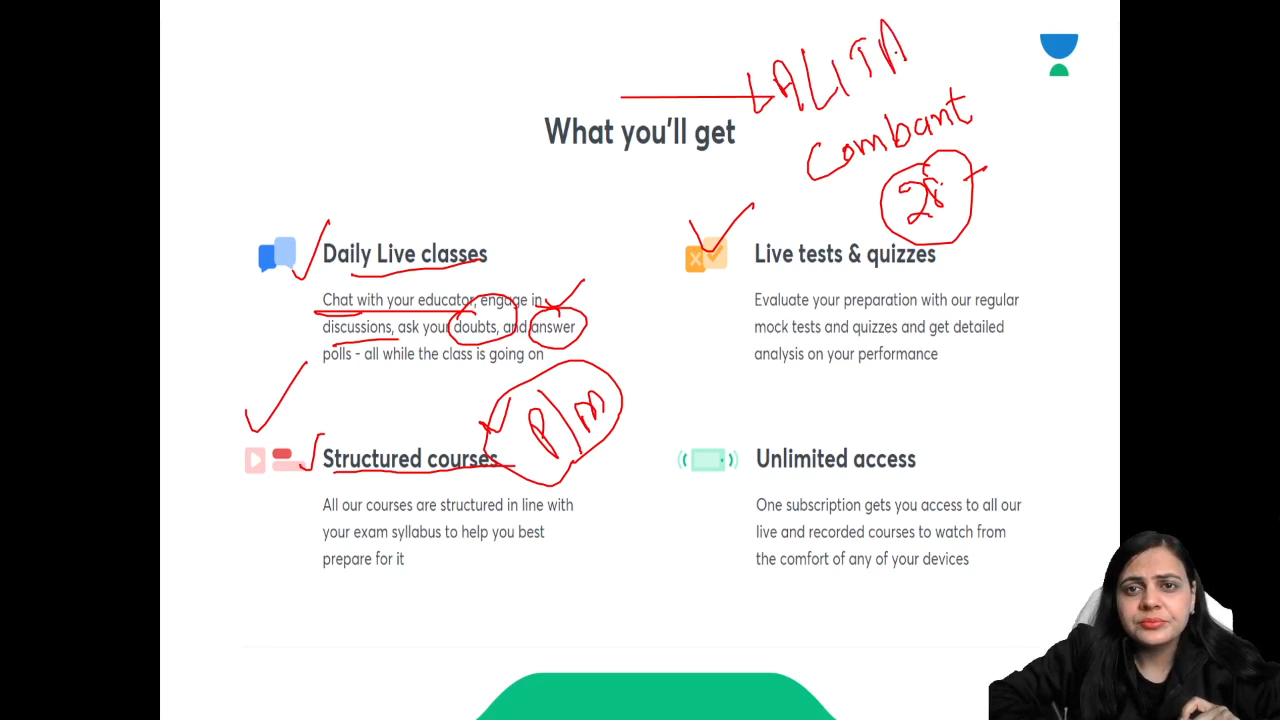 LALITA
What you'll get
Combant
28
Daily Live classes
Chat with your educator, engage in
discussions, ask your doubts, and answer
polls - all while the class is going on
Live tests & quizzes
Evaluate your preparation with our regular
mock tests and quizzes and get detailed
analysis on your performance
P/m
Structured courses
All our courses are structured in line with
your exam syllabus to help you best
prepare for it
Unlimited access
One subscription gets you access to all our
live and recorded courses to watch from
the comfort of any of your devices